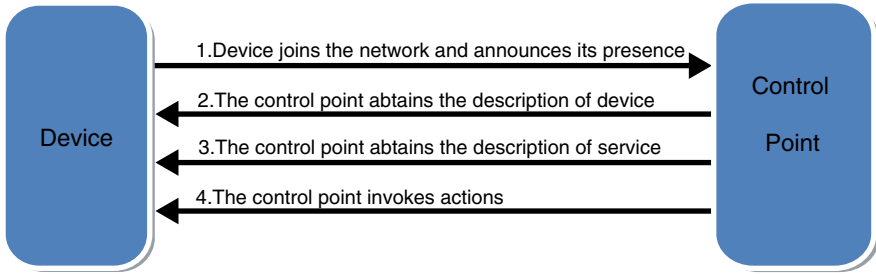 Device
1.Device joins the network and announces its presence
2.The control point abtains the description of device
3.The control point abtains the description of service
4.The control point invokes actions
Control
Point